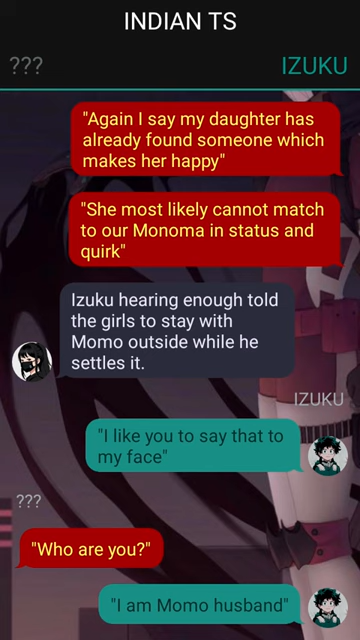 INDIAN TS
??? IZUKU
"Again I say my daughter has
already found someone which
makes her happy"
"She most likely cannot match
to our Monoma in status and
quirk"
Izuku hearing enough told
the girls to stay with
Momo outside while he
settles it.
IZUKU
"I like you to say that to
my face"
???
"Who are you?"
"I am Momo husband"